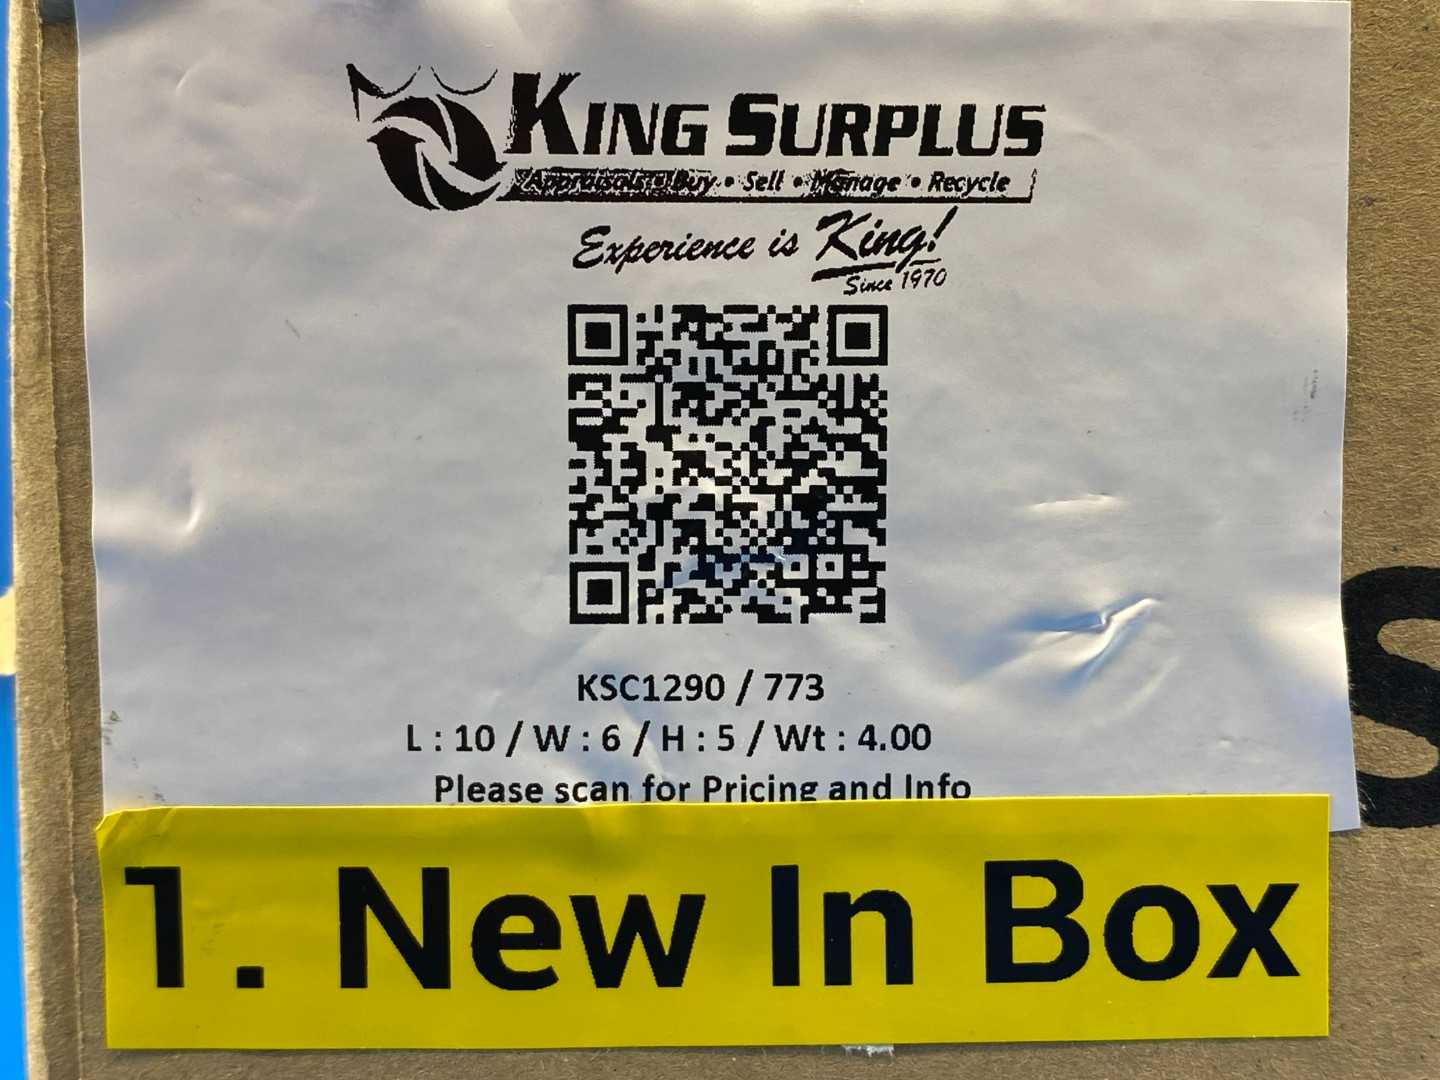 KING SURPLUS
Appraisals • Buy • Sell • Manage • Recycle
Experience is King!
Since 1970
KSC1290 / 773
L : 10 / W : 6 / H : 5 / Wt : 4.00
Please scan for Pricing and Info
S
1. New In Box